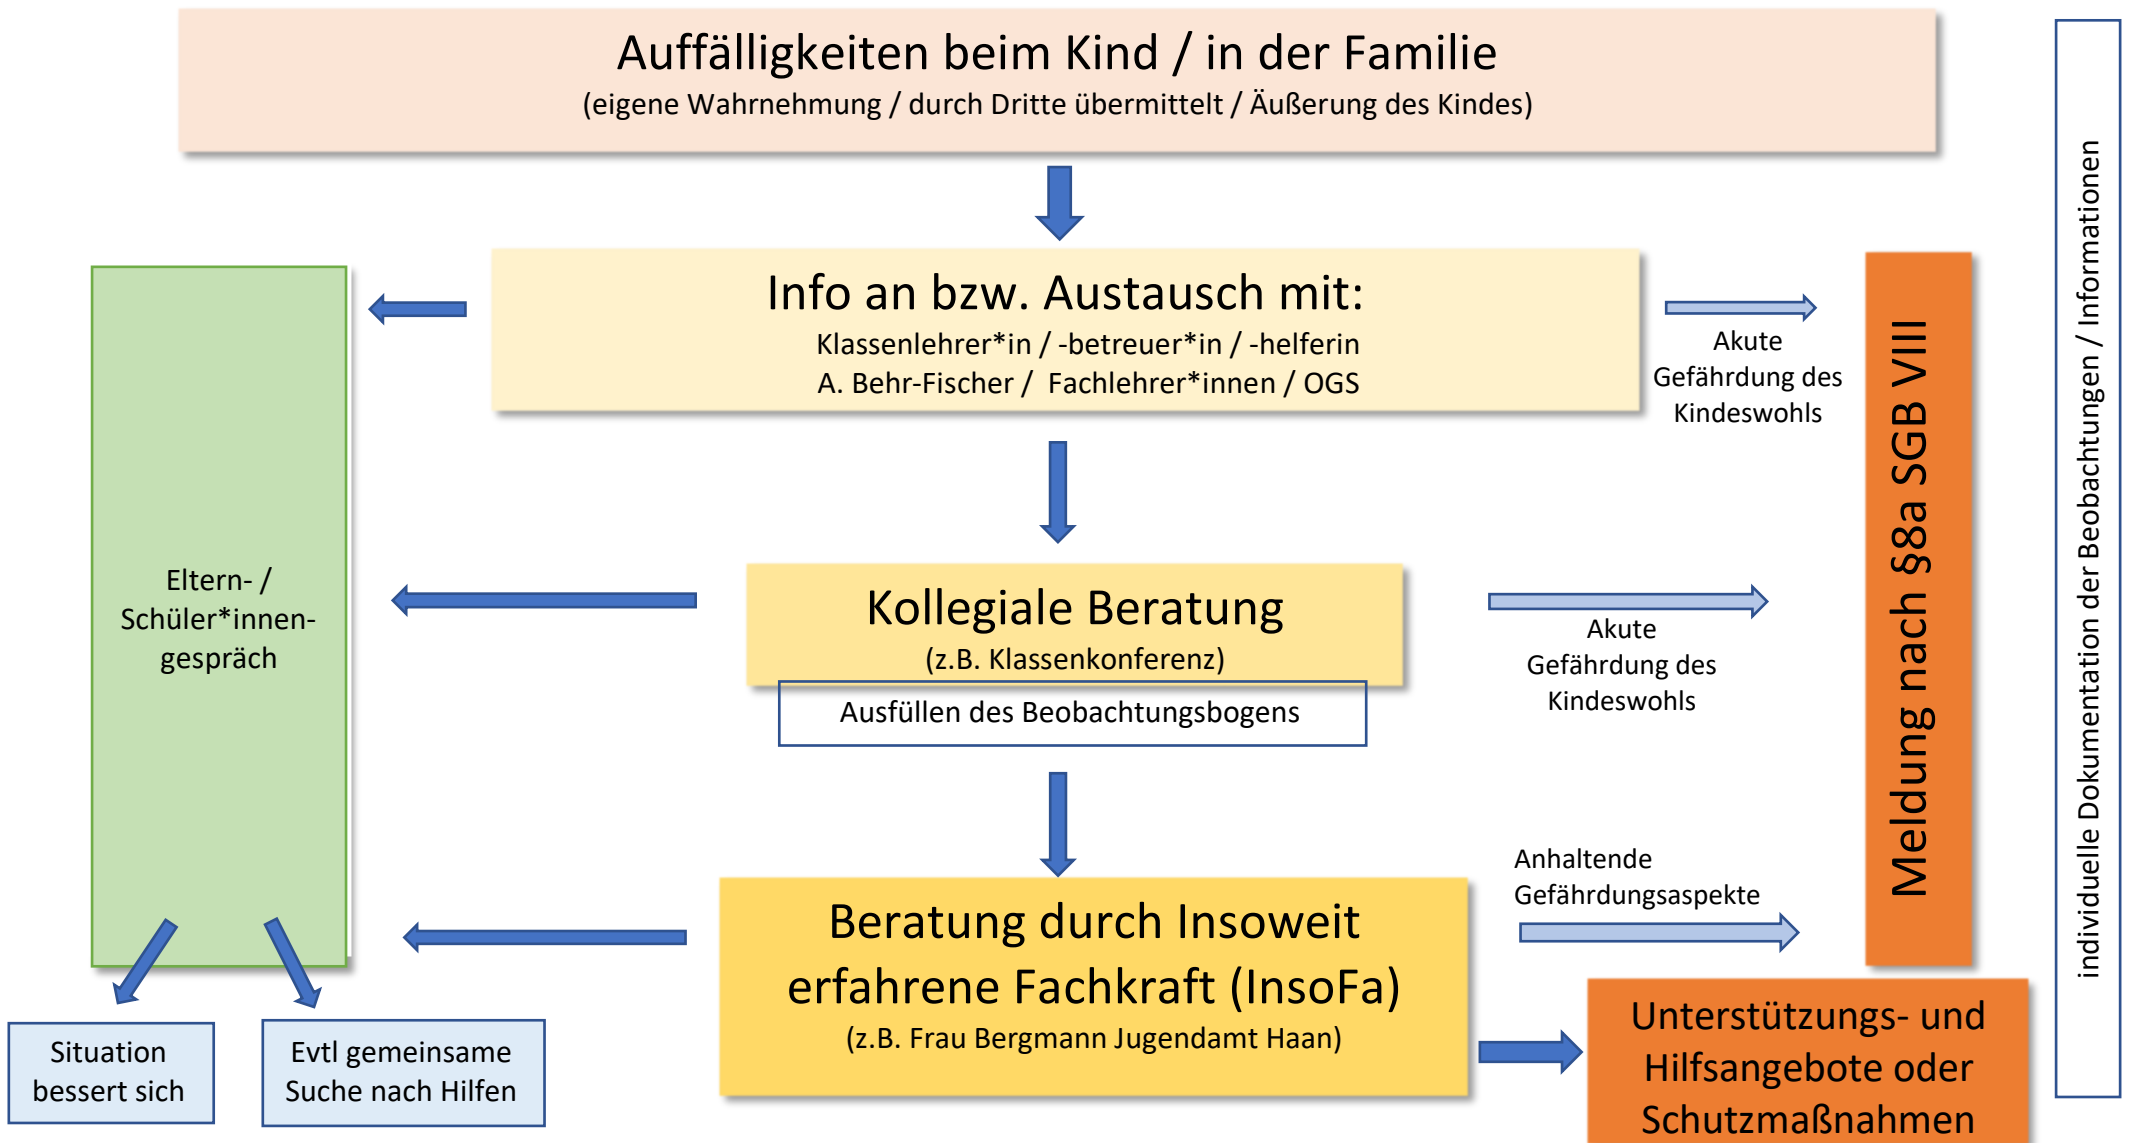 Auffälligkeiten beim Kind / in der Familie
(eigene Wahrnehmung / durch Dritte übermittelt / Äußerung des Kindes)
Info an bzw. Austausch mit:
Klassenlehrer*in / -betreuer*in / -helferin
A. Behr-Fischer / Fachlehrer*innen / OGS
Akute
Gefährdung des
Kindeswohls
Eltern- /
Schüler*innen-
gespräch
Kollegiale Beratung
(z.B. Klassenkonferenz)
Ausfüllen des Beobachtungsbogens
Akute
Gefährdung des
Kindeswohls
Beratung durch Insoweit
erfahrene Fachkraft (InsoFa)
(z.B. Frau Bergmann Jugendamt Haan)
Anhaltende
Gefährdungsaspekte
Meldung nach §8a SGB VIII
Situation
bessert sich
Evtl gemeinsame
Suche nach Hilfen
Unterstützungs- und
Hilfsangebote oder
Schutzmaßnahmen
individuelle Dokumentation der Beobachtungen / Informationen